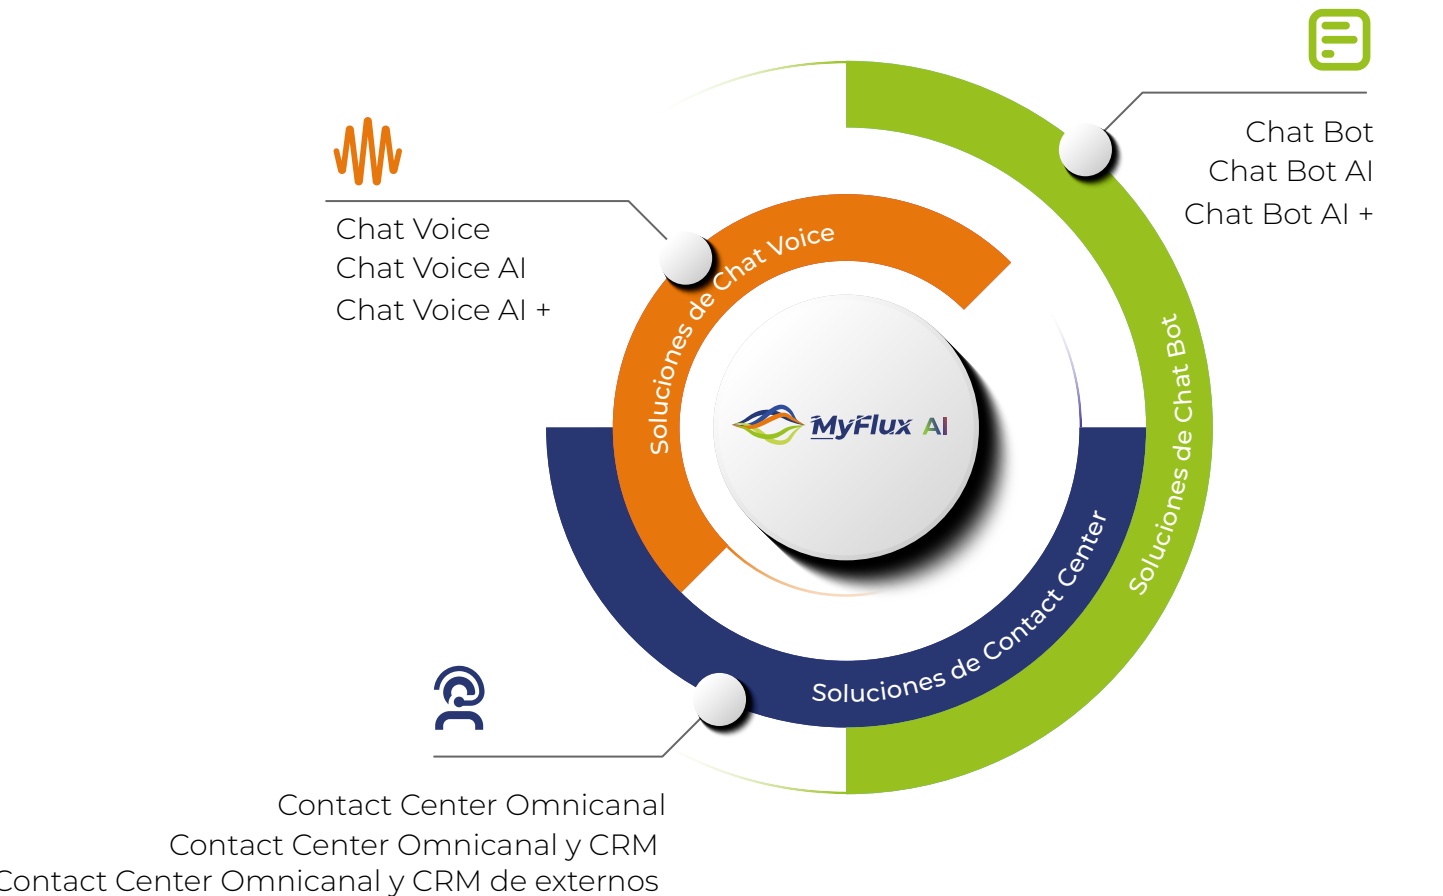 Chat Bot
Chat Bot AI
Chat Bot AI +
Chat Voice
Chat Voice AI
Chat Voice AI +
Soluciones de Chat Voice
Soluciones de Chat Bot
MyFlux AI
Soluciones de Contact Center
Contact Center Omnicanal
Contact Center Omnicanal y CRM
Contact Center Omnicanal y CRM de externos